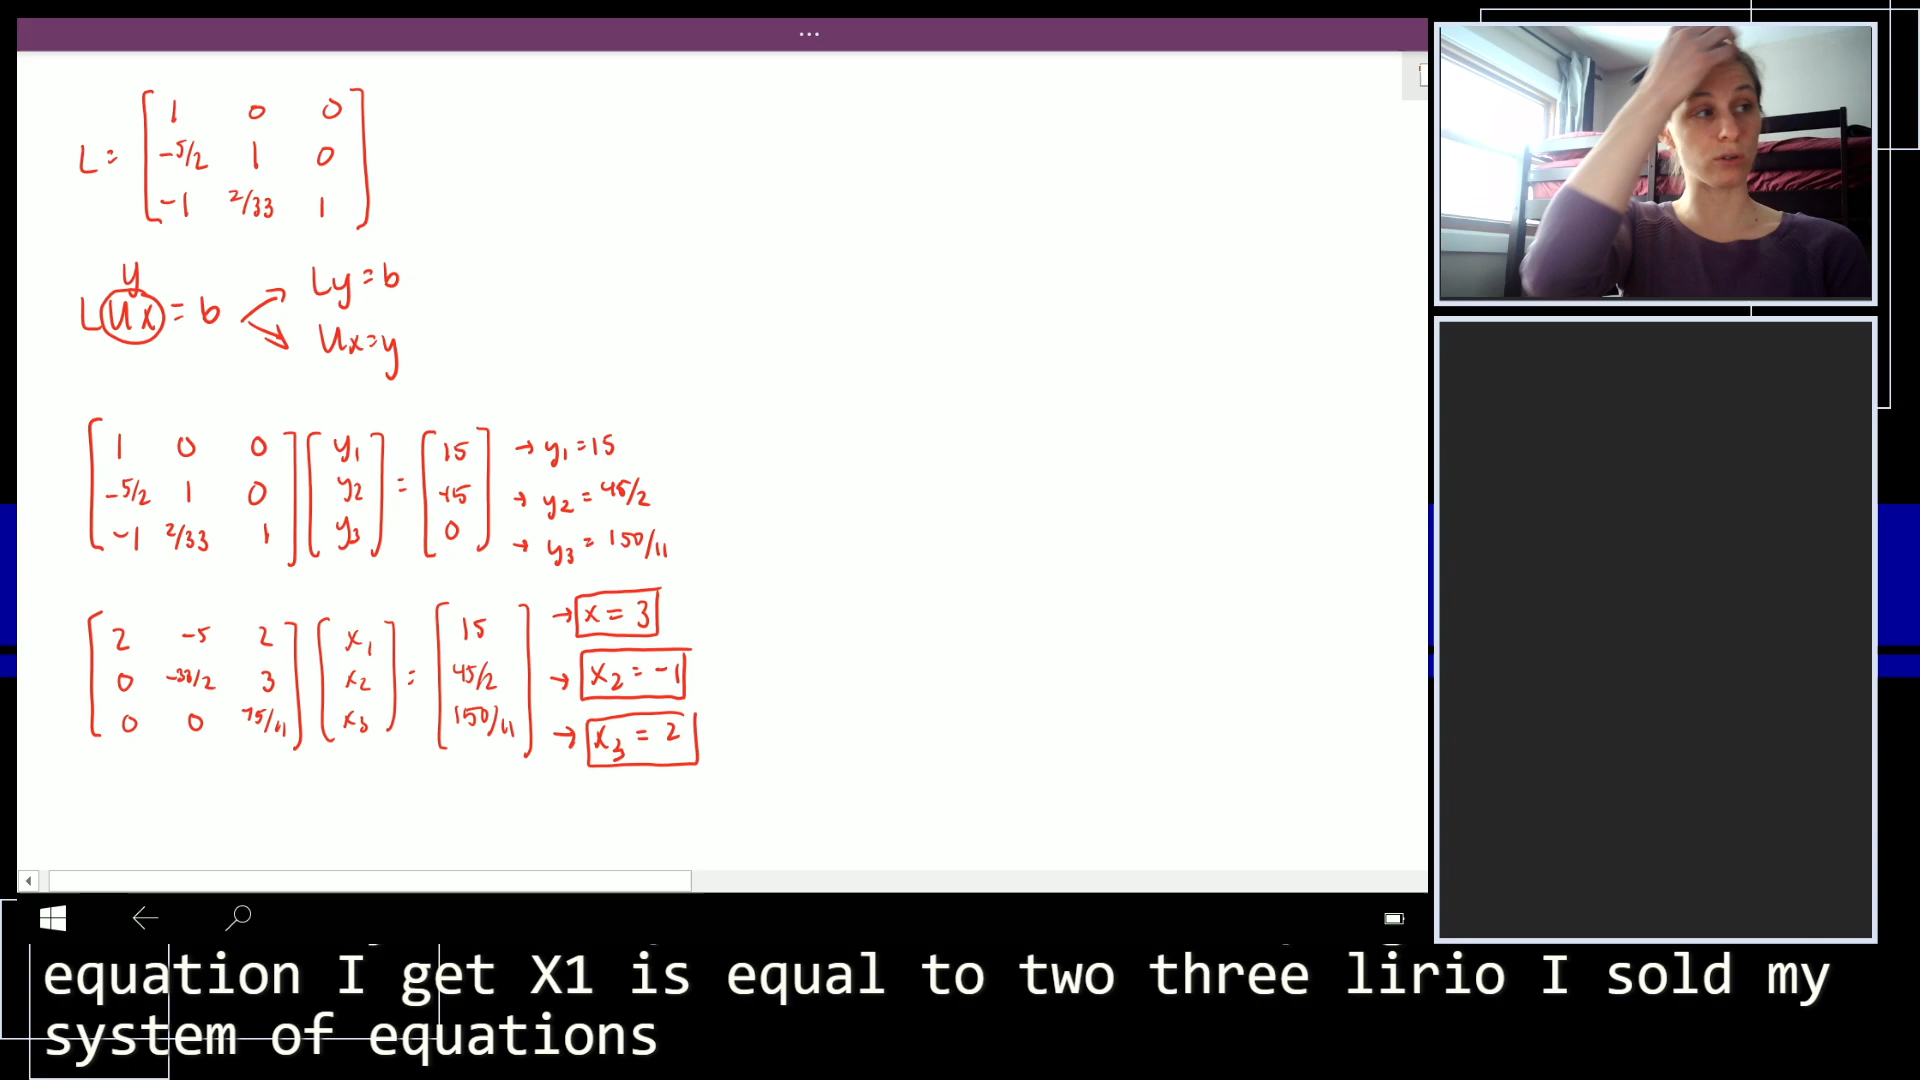 ...
L = [1 0 0
-5/2 1 0
-1 2/33 1]
y
LUx = b
Ly = b
Ux = y
[1 0 0] [y1] = [15] → y1 = 15
[-5/2 1 0] [y2] = [-15] → y2 = 45/2
[-1 2/33 1] [y3] = [0] → y3 = 150/11
[2 -5 2] [x1] = [15] → x = 3
[0 -33/2 3] [x2] = [45/2] → x2 = -1
[0 0 75/11] [x3] = [150/11] → x3 = 2
equation I get X1 is equal to two three lirio I sold my
system of equations